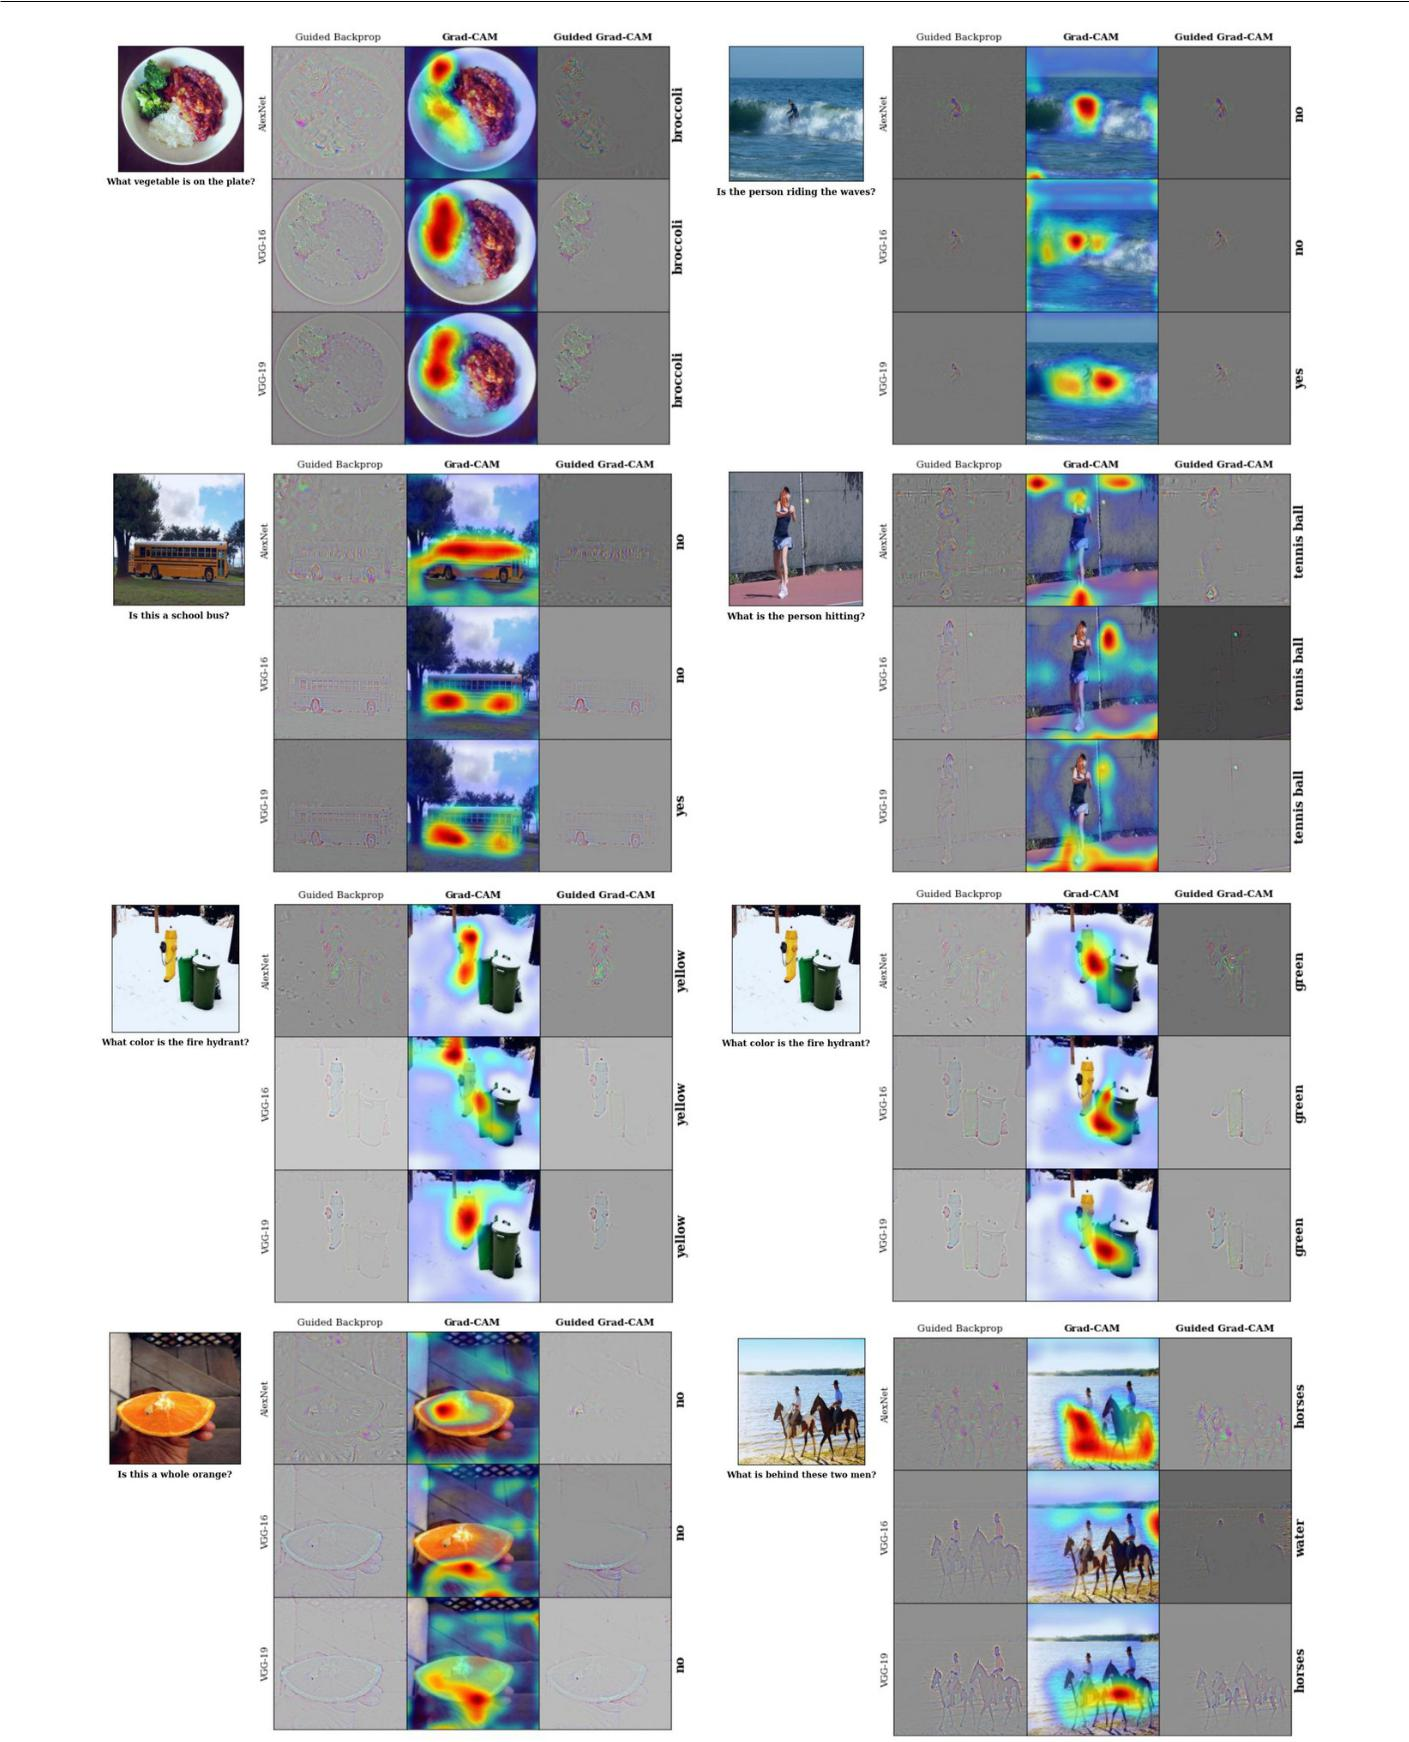 Guided Backprop Grad-CAM Guided Grad-CAM
AlexNet
broccoli
What vegetable is on the plate?
VGG-16
broccoli
VGG-19
broccoli
Guided Backprop Grad-CAM Guided Grad-CAM
AlexNet
no
Is the person riding the waves?
VGG-16
no
VGG-19
yes
Guided Backprop Grad-CAM Guided Grad-CAM
AlexNet
no
Is this a school bus?
VGG-16
no
VGG-19
yes
Guided Backprop Grad-CAM Guided Grad-CAM
AlexNet
tennis ball
What is the person hitting?
VGG-16
tennis ball
VGG-19
tennis ball
Guided Backprop Grad-CAM Guided Grad-CAM
AlexNet
yellow
What color is the fire hydrant?
VGG-16
yellow
VGG-19
yellow
Guided Backprop Grad-CAM Guided Grad-CAM
AlexNet
green
What color is the fire hydrant?
VGG-16
green
VGG-19
green
Guided Backprop Grad-CAM Guided Grad-CAM
AlexNet
no
Is this a whole orange?
VGG-16
no
VGG-19
no
Guided Backprop Grad-CAM Guided Grad-CAM
AlexNet
horses
What is behind these two men?
VGG-16
water
VGG-19
horses